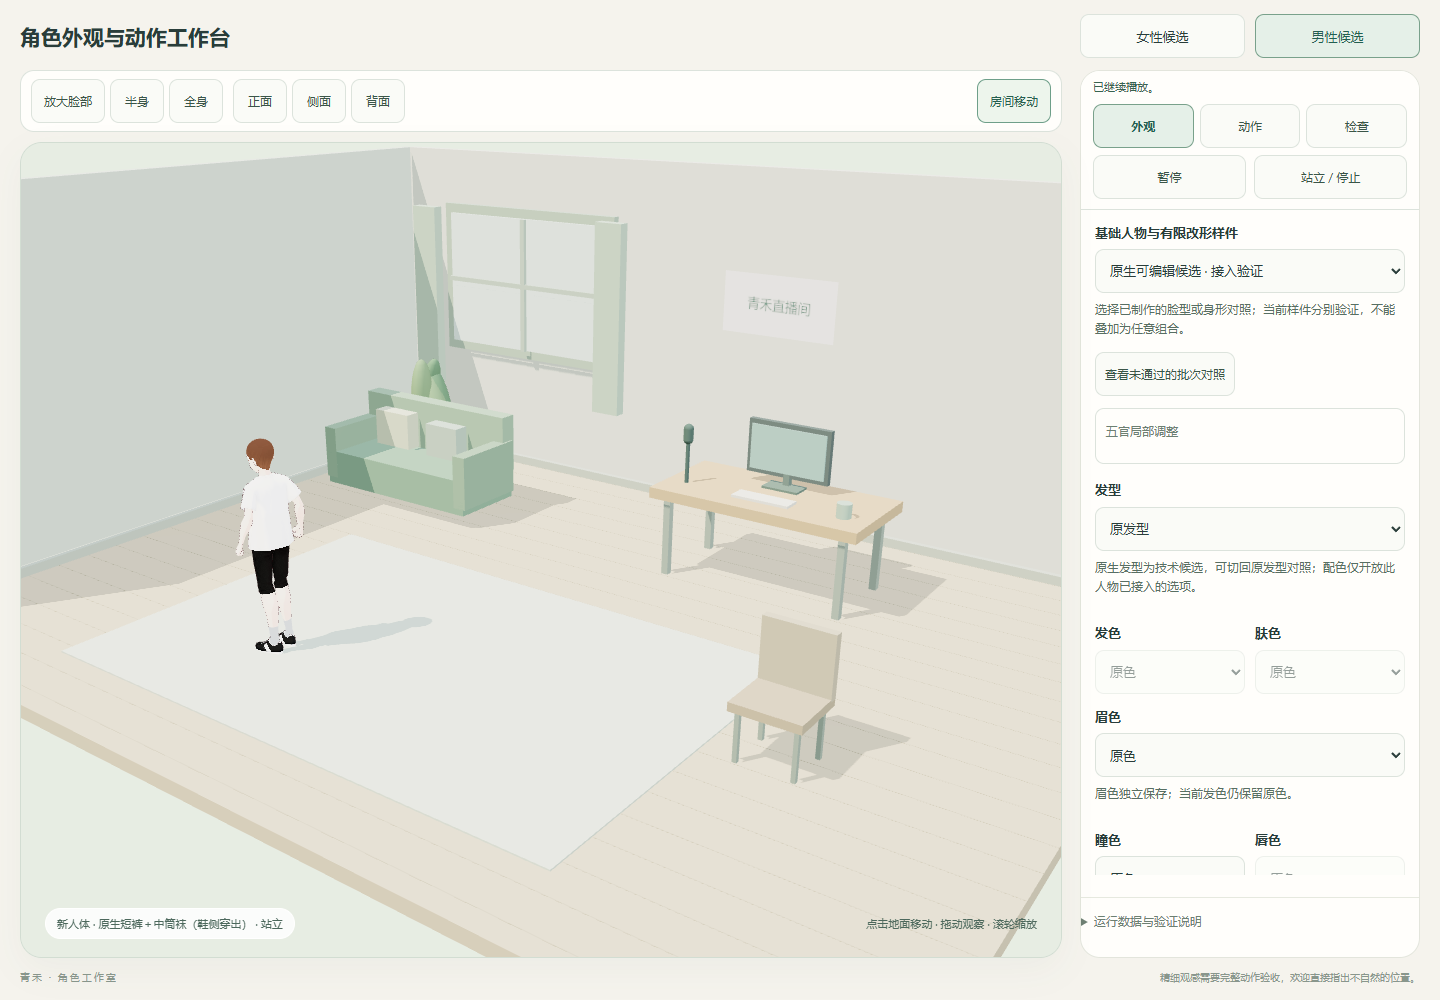 角色外观与动作工作台
女性候选
男性候选
放大脸部
半身
全身
正面
侧面
背面
房间移动
已继续播放。
外观
动作
检查
暂停
站立 / 停止
基础人物与有限改形样件
原生可编辑候选 · 接入验证
选择已制作的脸型或身形对照；当前样件分别验证，不能
叠加为任意组合。
查看未通过的批次对照
五官局部调整
发型
原发型
原生发型为技术候选，可切回原发型对照；配色仅开放此
人物已接入的选项。
发色
肤色
原色
原色
眉色
原色
眉色独立保存；当前发色仍保留原色。
瞳色
唇色
青禾直播间
新人体 · 原生短裤 + 中筒袜（鞋侧穿出） · 站立
点击地面移动 · 拖动观察 · 滚轮缩放
运行数据与验证说明
青禾 · 角色工作室
精细观感需要完整动作验收，欢迎直接指出不自然的位置。